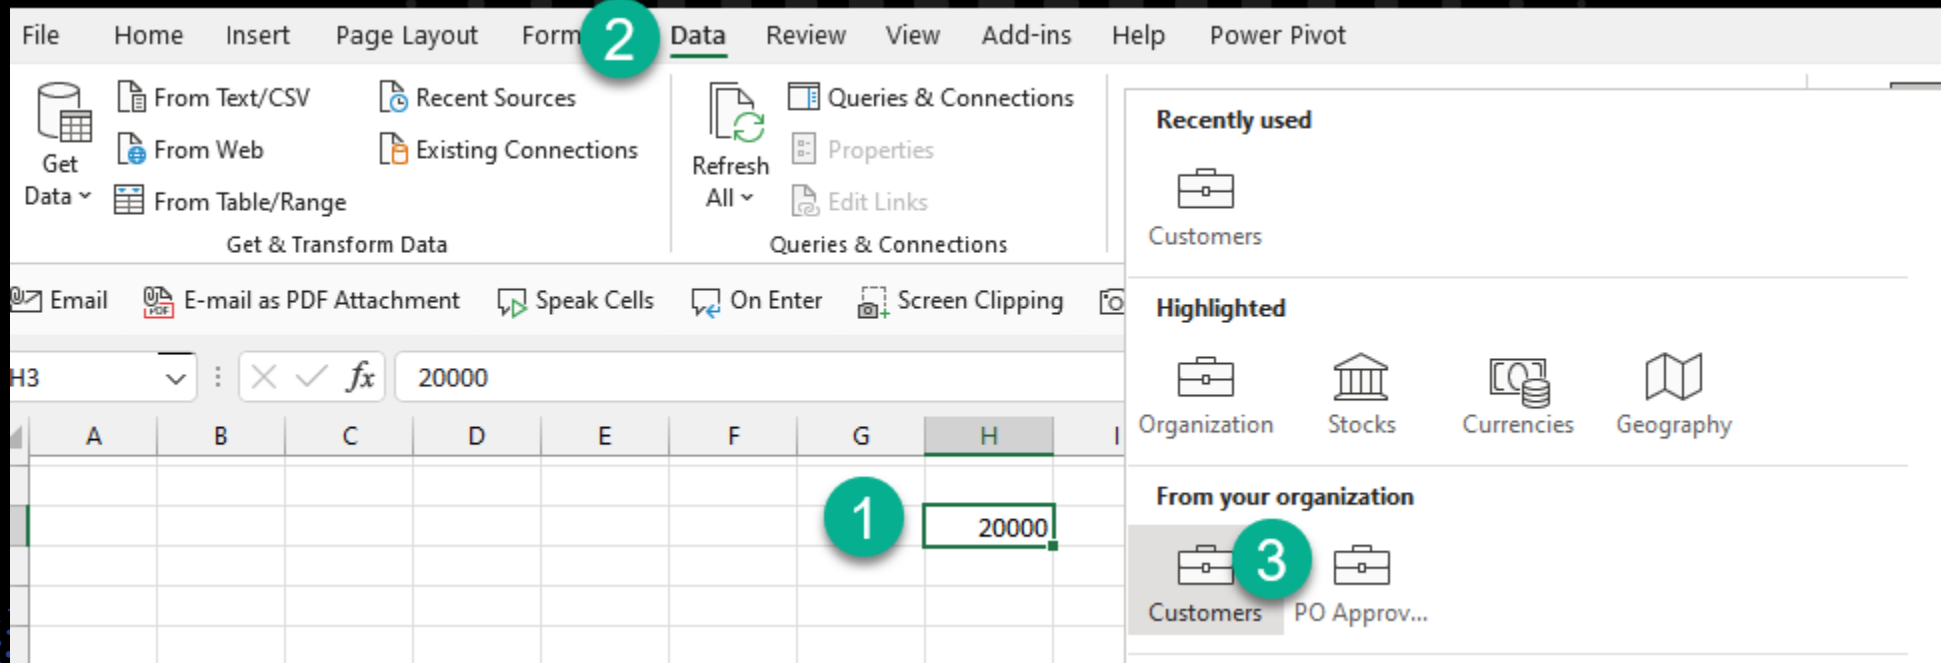 File Home Insert Page Layout Form 2 Data Review View Add-ins Help Power Pivot
From Text/CSV Recent Sources Queries & Connections
From Web Existing Connections Properties
Get Data From Table/Range Refresh All Edit Links
Get & Transform Data Queries & Connections
Email E-mail as PDF Attachment Speak Cells On Enter Screen Clipping
H3 fx 20000
A B C D E F G H I
1 20000
Recently used
Customers
Highlighted
Organization Stocks Currencies Geography
From your organization
3
Customers PO Approv...